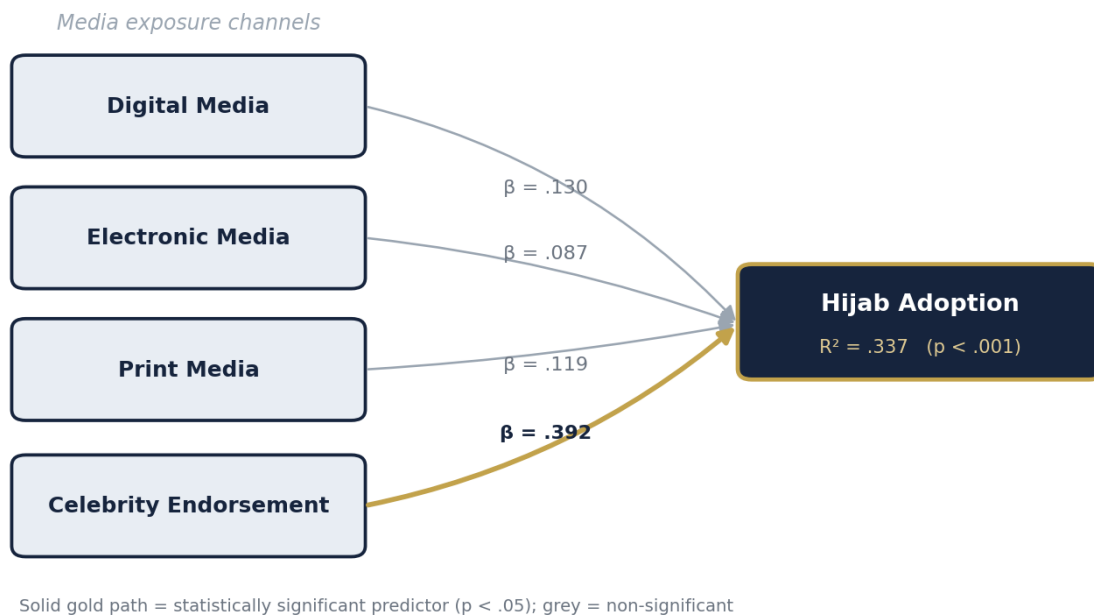 Media exposure channels
Digital Media
β = .130
Electronic Media
β = .087
Hijab Adoption
R² = .337   (p < .001)
Print Media
β = .119
β = .392
Celebrity Endorsement
Solid gold path = statistically significant predictor (p < .05); grey = non-significant